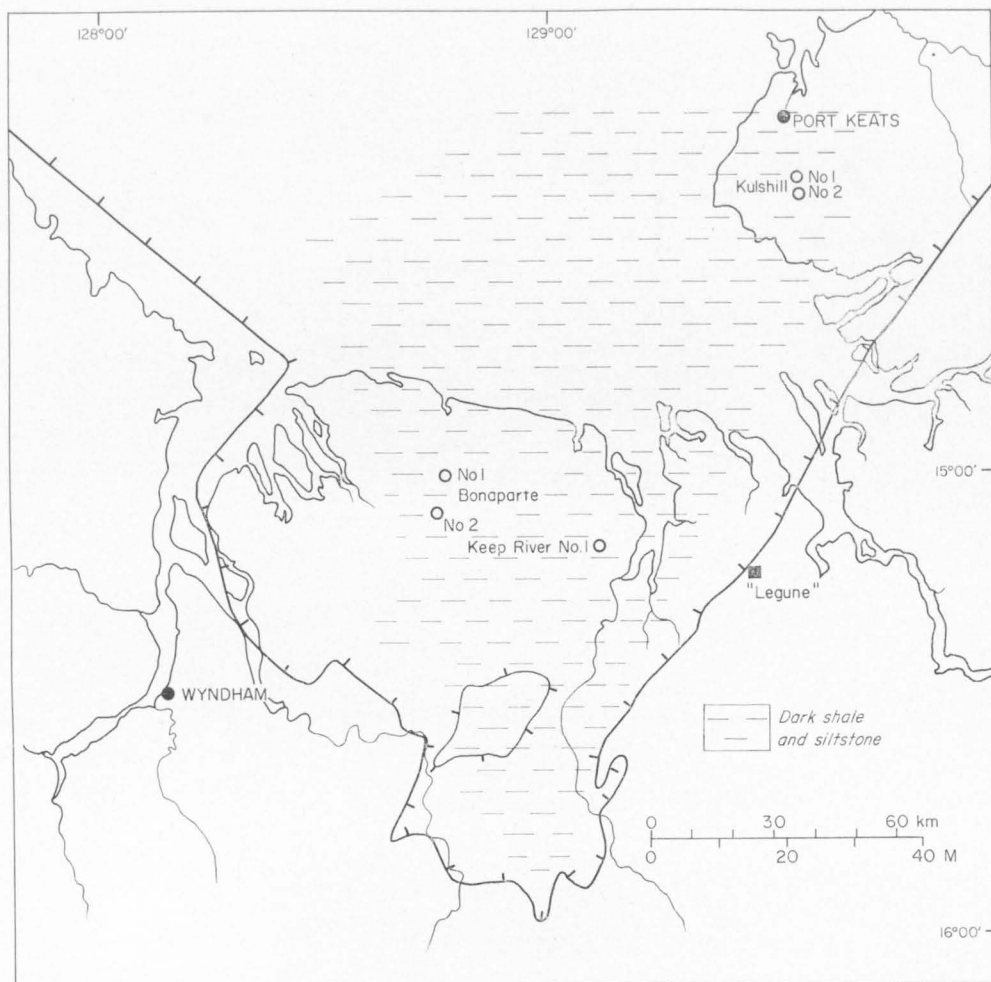 128°00'
129°00'
PORT KEATS
Kulshill
No 1
No 2
15°00'
No 1
Bonaparte
No 2
Keep River No. 1
"Legune"
WYNDHAM
Dark shale
and siltstone
0 30 60 km
0 20 40 M
16°00'